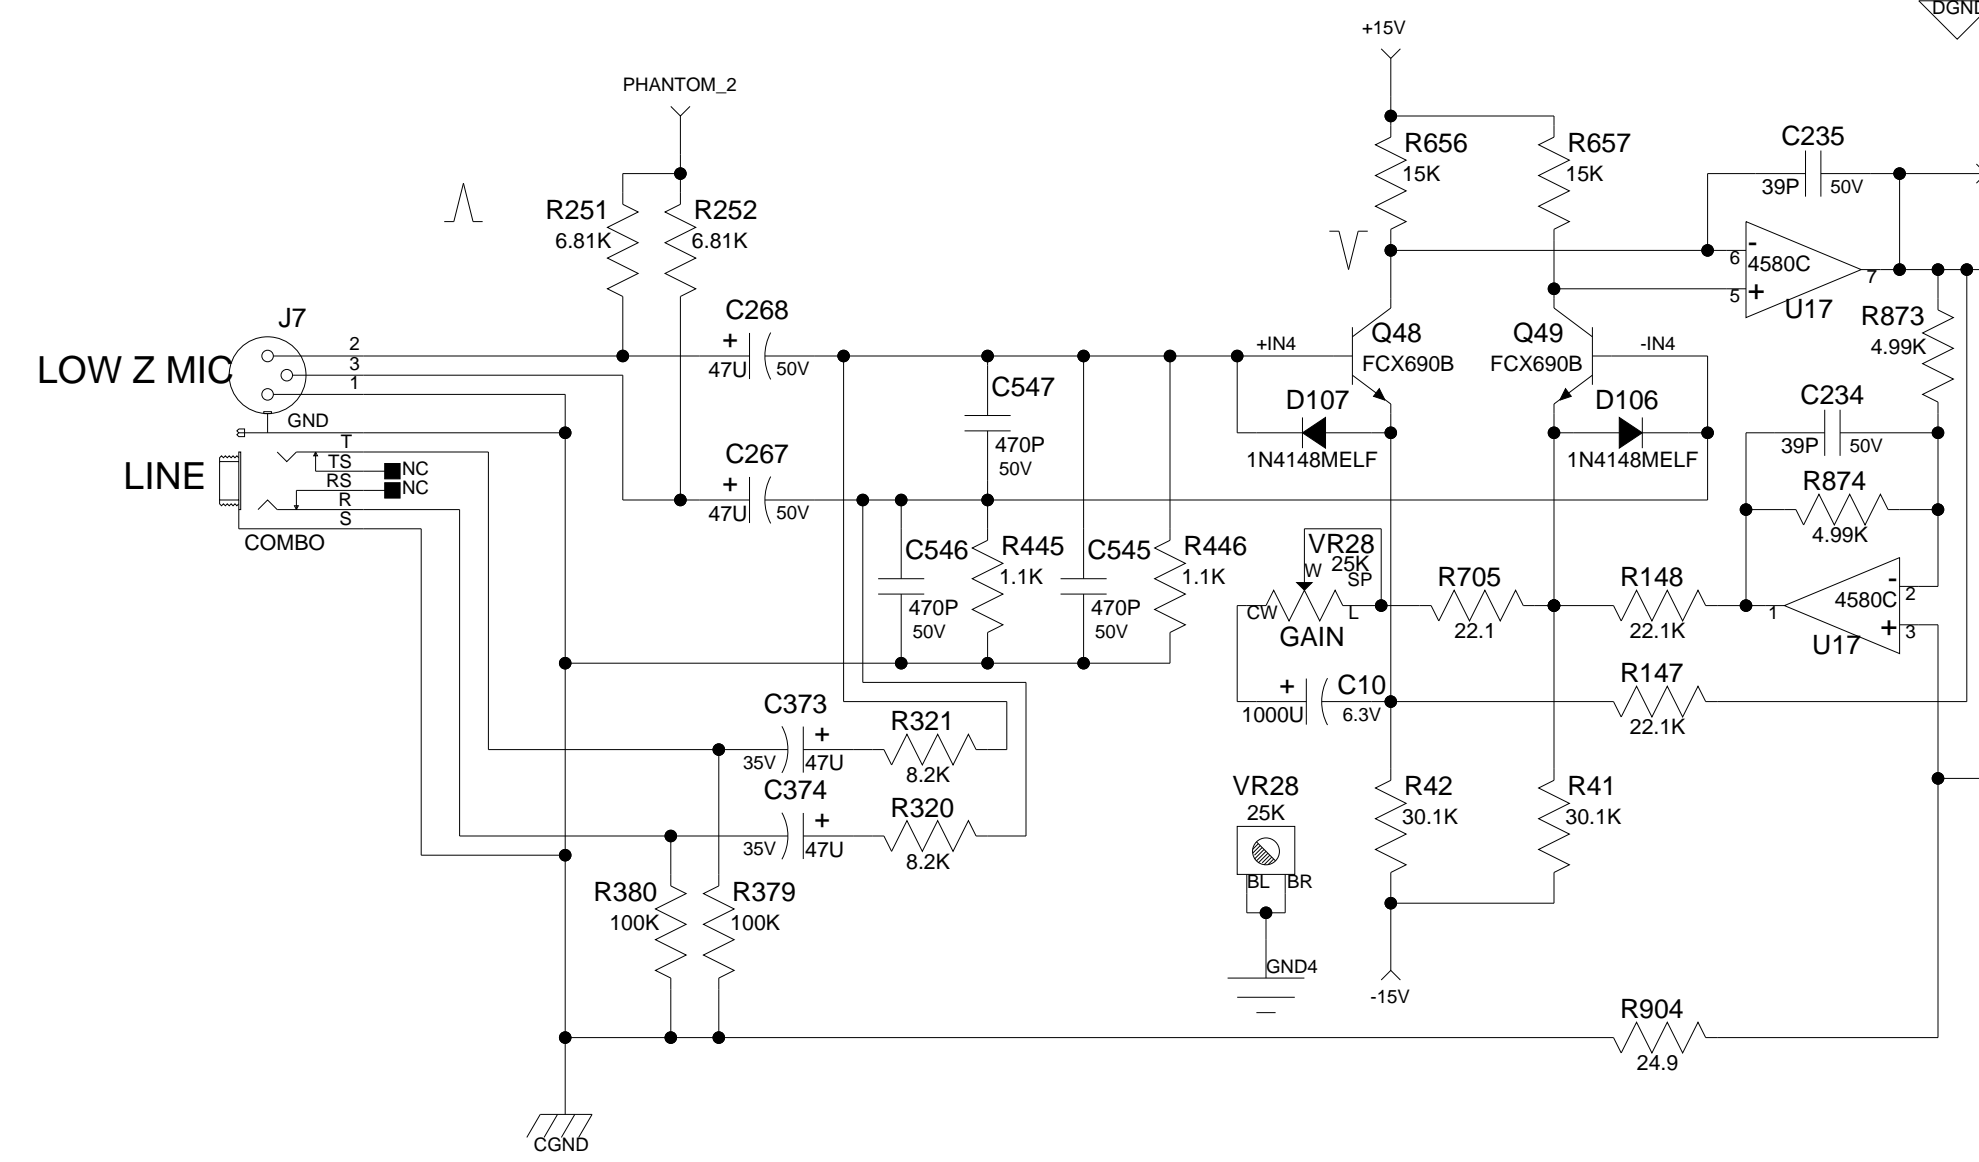 DGND
+15V
PHANTOM_2
C235
39P
50V
R656
15K
R657
15K
R251
6.81K
R252
6.81K
-
6
4580C
7
5
+
U17
J7
LOW Z MIC
2
3
1
GND
C268
+
47U
50V
+IN4
Q48
FCX690B
Q49
FCX690B
-IN4
R873
4.99K
C547
470P
50V
D107
1N4148MELF
D106
1N4148MELF
C234
39P
50V
LINE
T
TS
NC
RS
NC
R
S
COMBO
C267
+
47U
50V
R874
4.99K
C546
470P
50V
R445
1.1K
C545
470P
50V
R446
1.1K
VR28
25K
W
SP
CW
L
GAIN
R705
22.1
R148
22.1K
1
4580C
-
2
+
3
U17
+
C10
1000U
6.3V
R147
22.1K
C373
+
35V
47U
R321
8.2K
C374
+
35V
47U
R320
8.2K
VR28
25K
BL
BR
GND4
R42
30.1K
R41
30.1K
-15V
R380
100K
R379
100K
R904
24.9
CGND